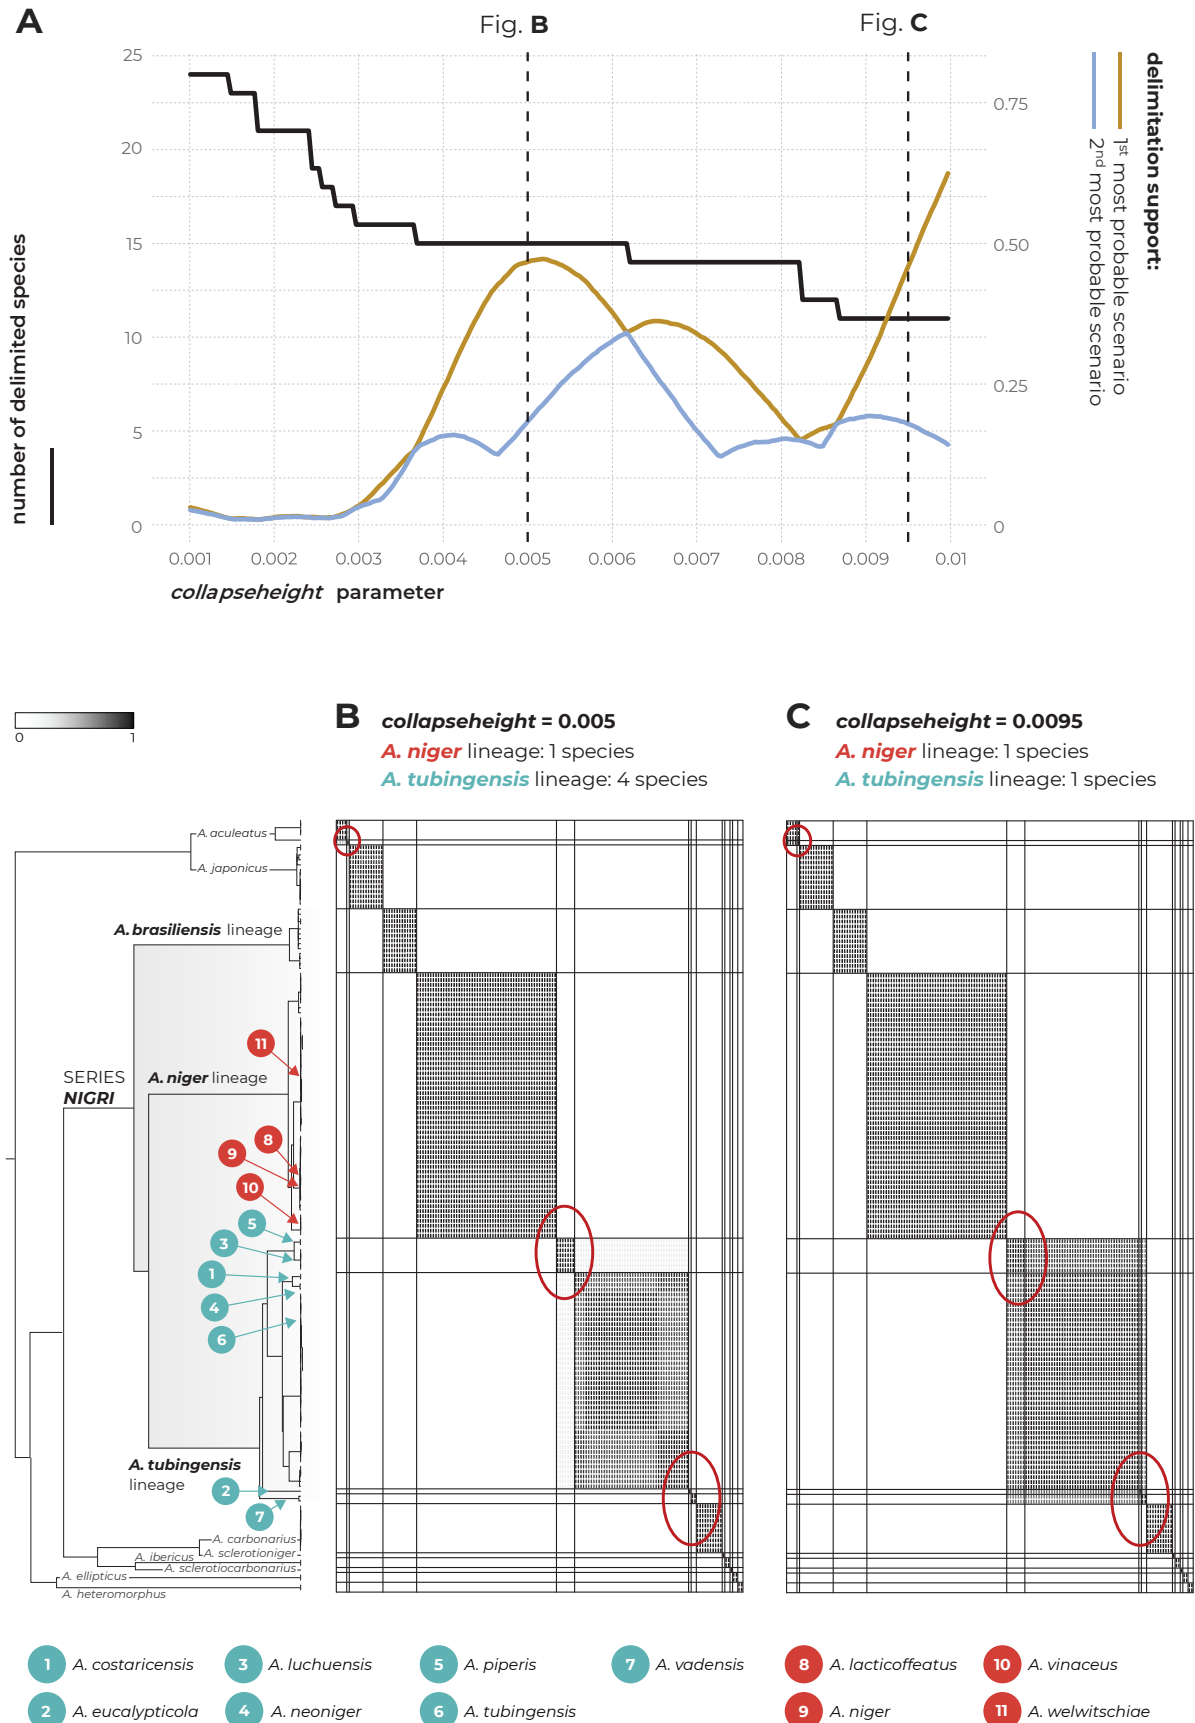 A
Fig. B
Fig. C
25
20
15
10
5
0
0.75
0.50
0.25
0
number of delimited species
delimitation support:
1st most probable scenario
2nd most probable scenario
0.001
0.002
0.003
0.004
0.005
0.006
0.007
0.008
0.009
0.01
collapseheight parameter
0
1
B
collapseheight = 0.005
A. niger lineage: 1 species
A. tubingensis lineage: 4 species
C
collapseheight = 0.0095
A. niger lineage: 1 species
A. tubingensis lineage: 1 species
A. aculeatus
A. japonicus
A. brasiliensis lineage
11
SERIES
NIGRI
A. niger lineage
8
9
10
5
3
1
4
6
A. tubingensis
lineage
2
7
A. carbonarius
A. sclerotioniger
A. ibericus
A. sclerotiocarbonarius
A. ellipticus
A. heteromorphus
1 A. costaricensis
3 A. luchuensis
5 A. piperis
7 A. vadensis
8 A. lacticoffeatus
10 A. vinaceus
2 A. eucalypticola
4 A. neoniger
6 A. tubingensis
9 A. niger
11 A. welwitschiae